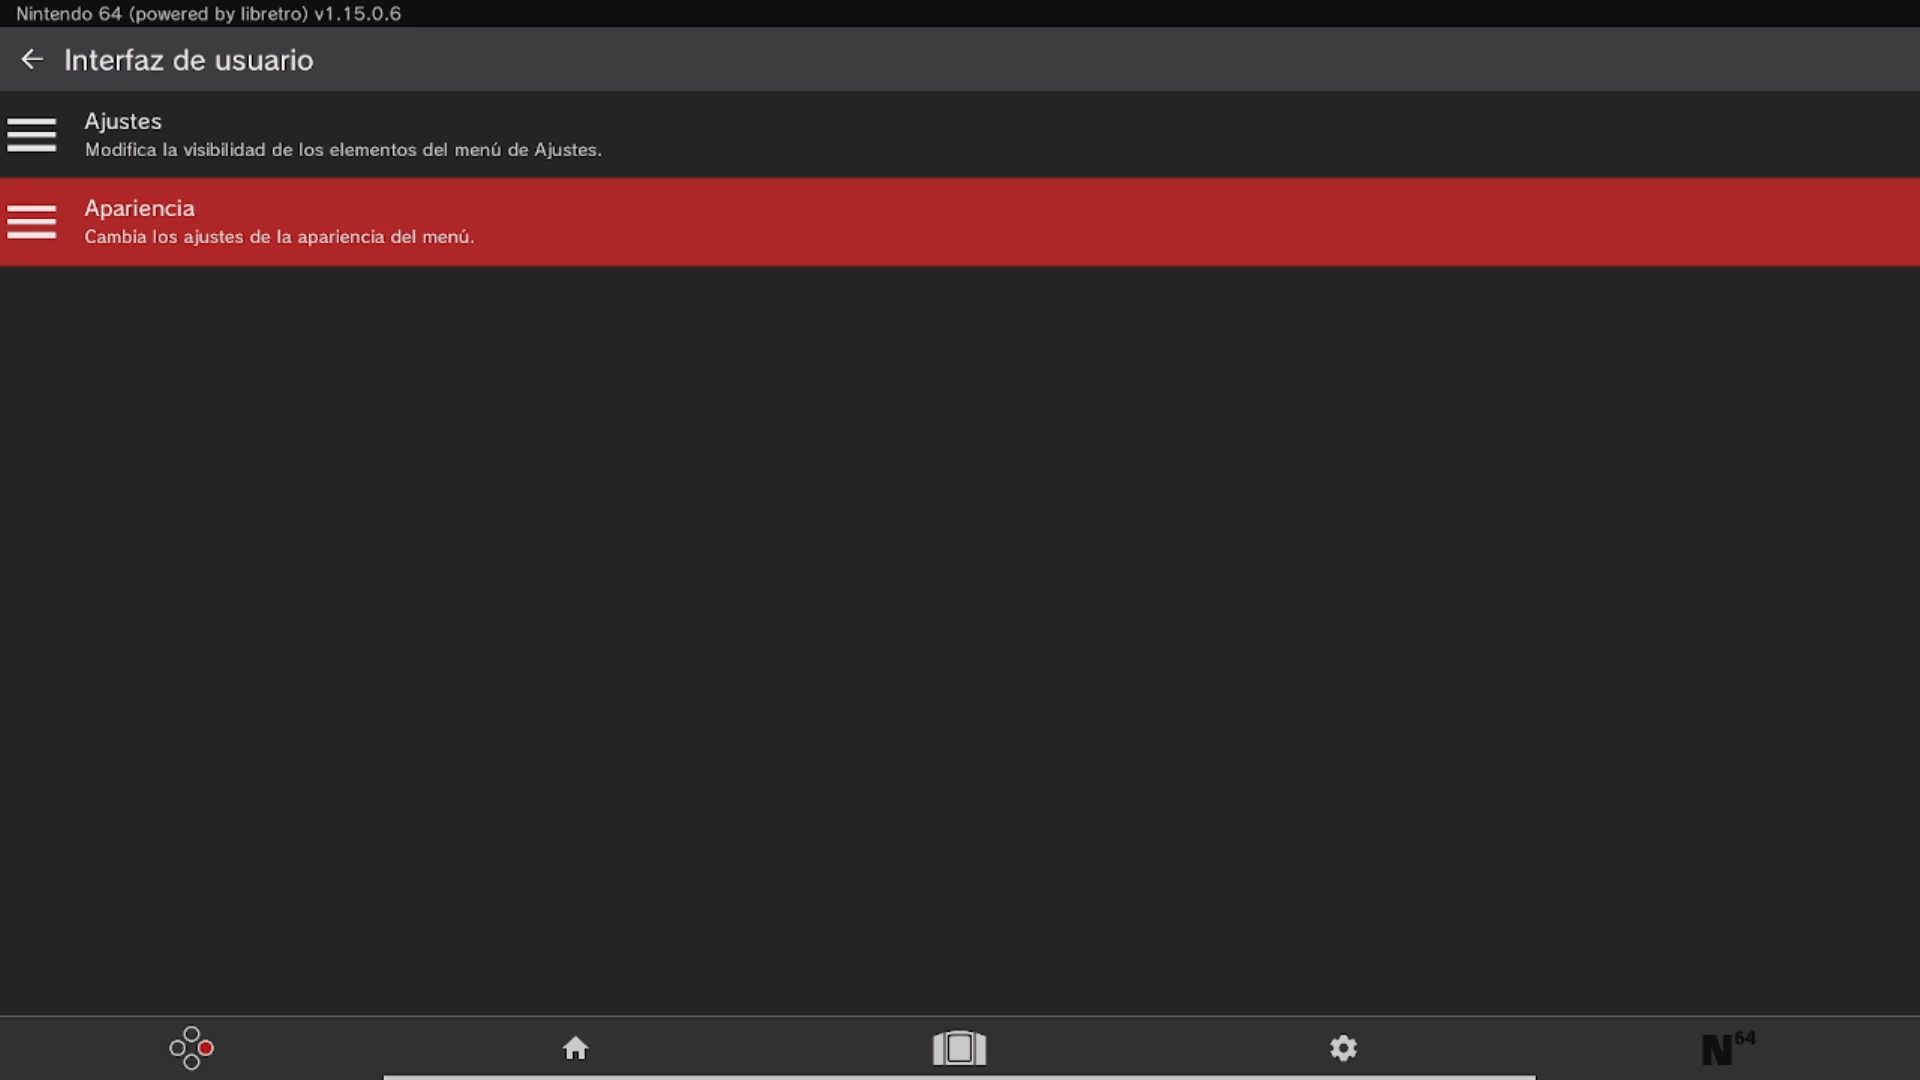 Nintendo 64 (powered by libretro) v1.15.0.6
Interfaz de usuario
Ajustes
Modifica la visibilidad de los elementos del menú de Ajustes.
Apariencia
Cambia los ajustes de la apariencia del menú.
N64